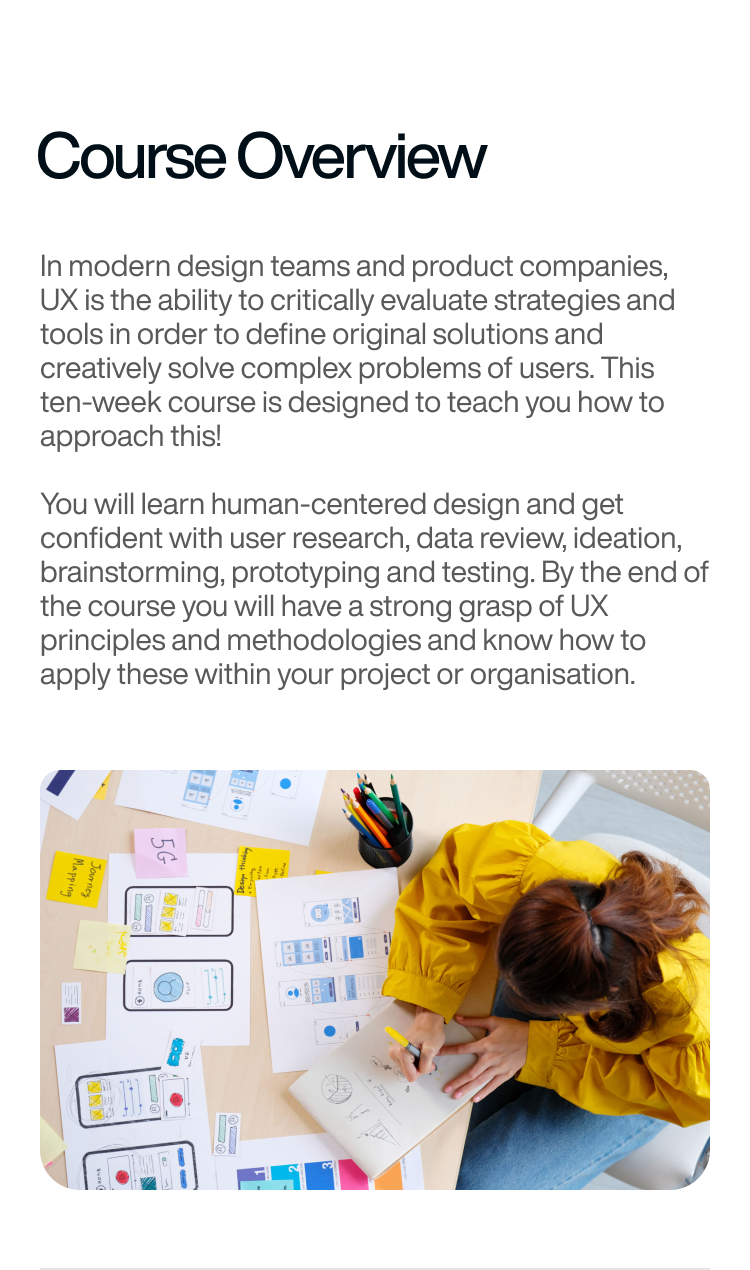 Course Overview
In modern design teams and product companies,
UX is the ability to critically evaluate strategies and
tools in order to define original solutions and
creatively solve complex problems of users. This
ten-week course is designed to teach you how to
approach this!
You will learn human-centered design and get
confident with user research, data review, ideation,
brainstorming, prototyping and testing. By the end of
the course you will have a strong grasp of UX
principles and methodologies and know how to
apply these within your project or organisation.
5G
Journey
Mapping
Design thinking
1
2
3